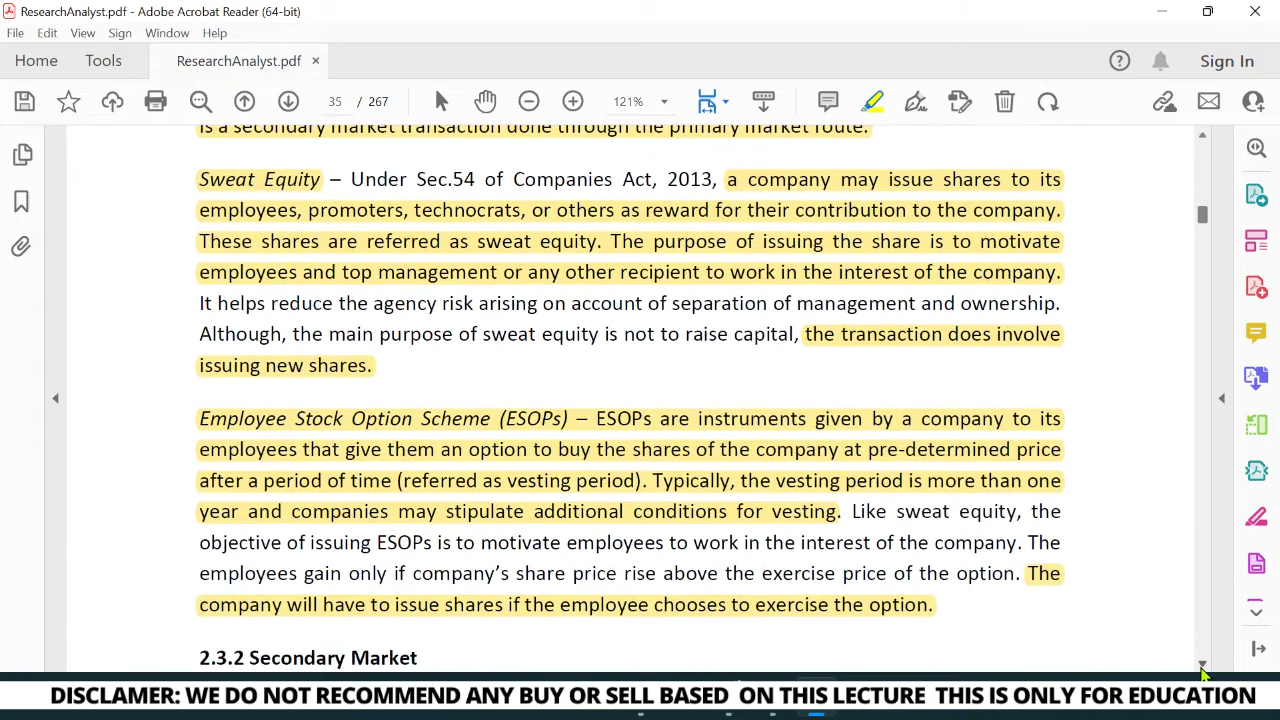 ResearchAnalyst.pdf - Adobe Acrobat Reader (64-bit)
File Edit View Sign Window Help
Home Tools ResearchAnalyst.pdf × Sign In
35 / 267 121%
is a secondary market transaction done through the primary market route.
Sweat Equity – Under Sec.54 of Companies Act, 2013, a company may issue shares to its
employees, promoters, technocrats, or others as reward for their contribution to the company.
These shares are referred as sweat equity. The purpose of issuing the share is to motivate
employees and top management or any other recipient to work in the interest of the company.
It helps reduce the agency risk arising on account of separation of management and ownership.
Although, the main purpose of sweat equity is not to raise capital, the transaction does involve
issuing new shares.
Employee Stock Option Scheme (ESOPs) – ESOPs are instruments given by a company to its
employees that give them an option to buy the shares of the company at pre-determined price
after a period of time (referred as vesting period). Typically, the vesting period is more than one
year and companies may stipulate additional conditions for vesting. Like sweat equity, the
objective of issuing ESOPs is to motivate employees to work in the interest of the company. The
employees gain only if company’s share price rise above the exercise price of the option. The
company will have to issue shares if the employee chooses to exercise the option.
2.3.2 Secondary Market
DISCLAMER: WE DO NOT RECOMMEND ANY BUY OR SELL BASED ON THIS LECTURE THIS IS ONLY FOR EDUCATION